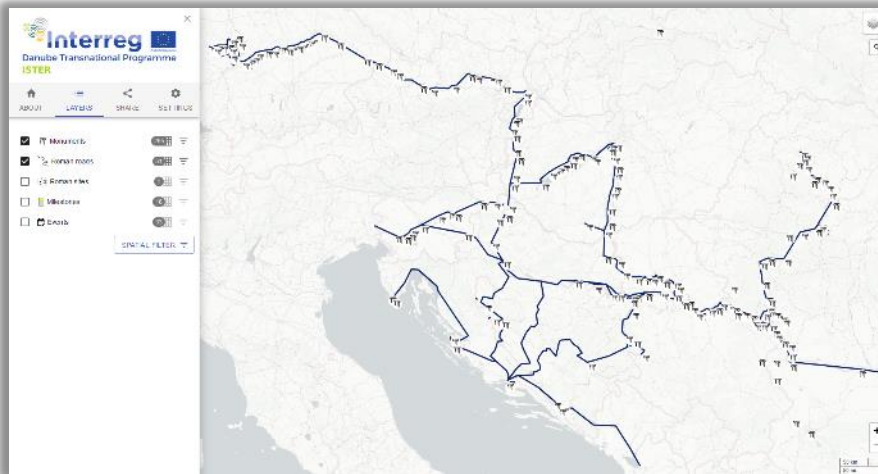 Interreg
Danube Transnational Programme
ISTER
ABOUT
LAYERS
SHARE
SETTINGS
Monuments
Roman roads
Roman sites
Milestones
Events
SPATIAL FILTER